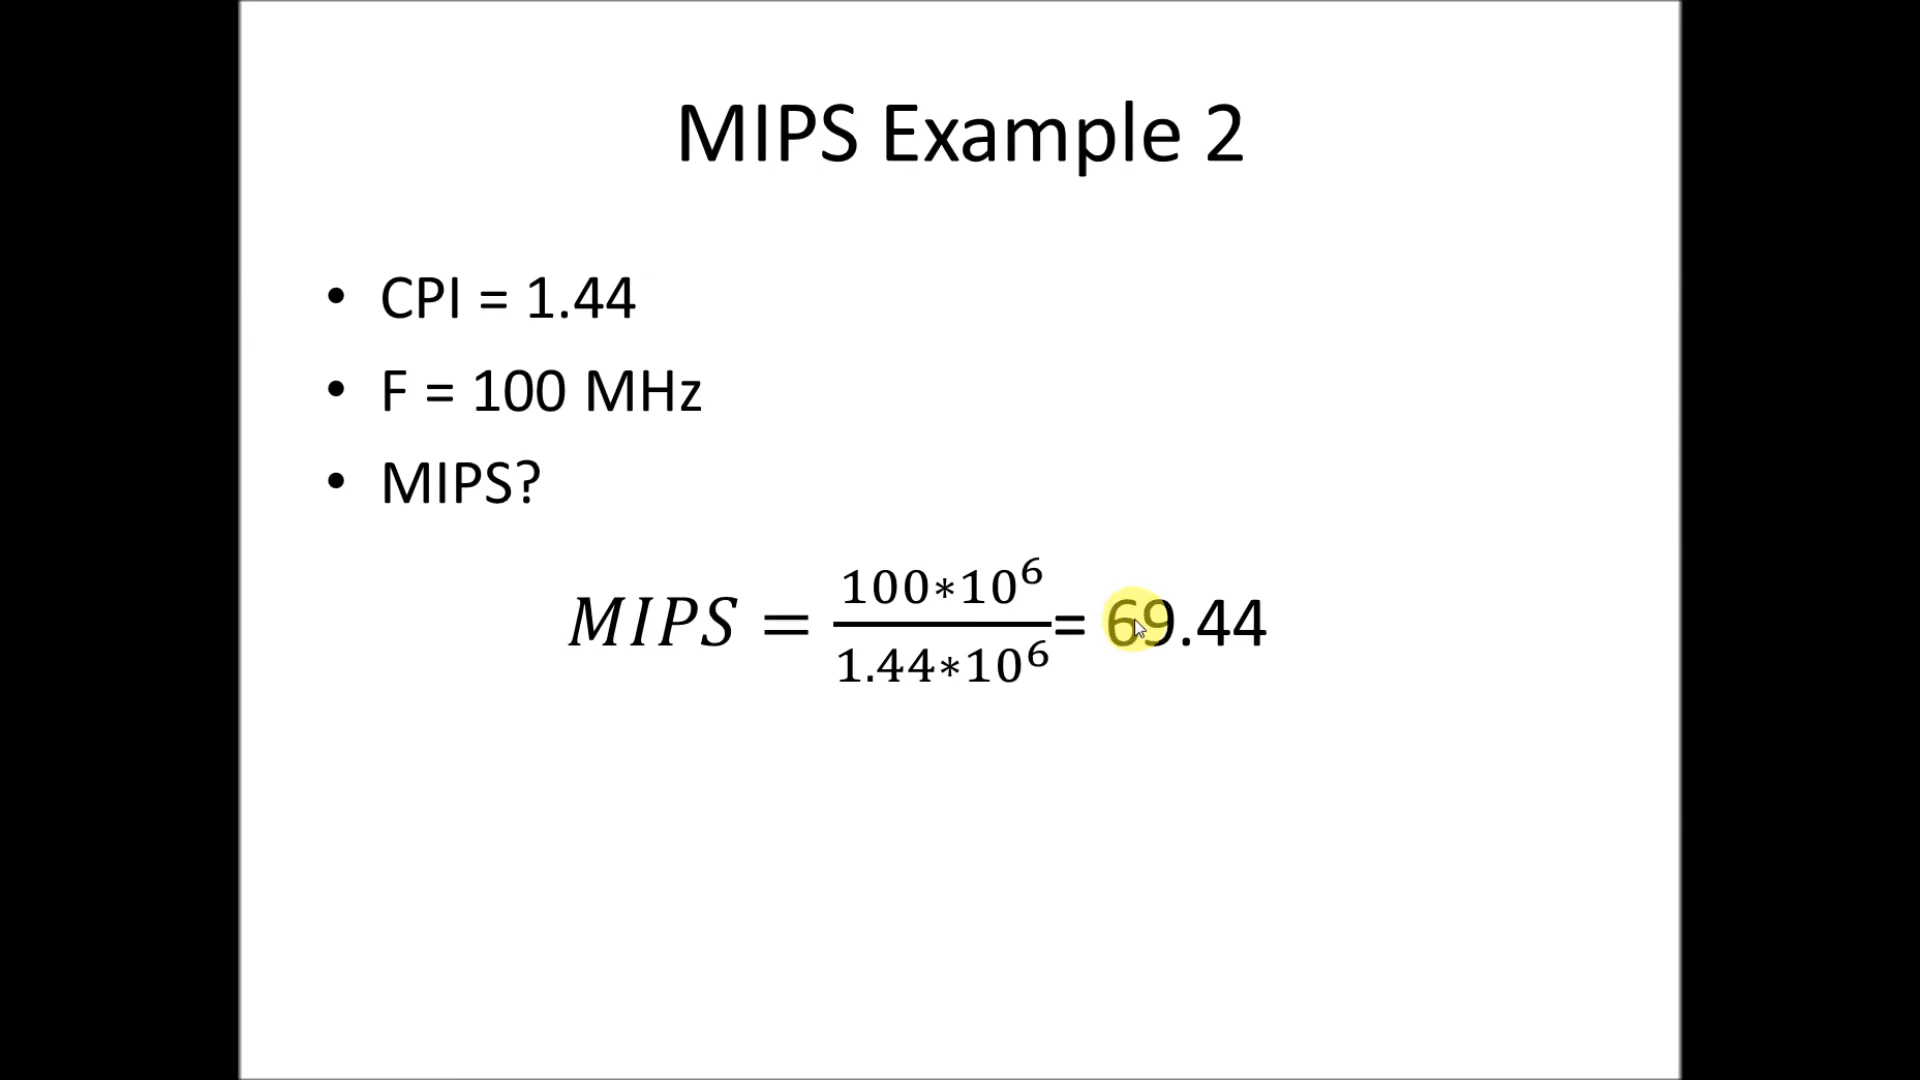 MIPS Example 2
• CPI = 1.44
• F = 100 MHz
• MIPS?
MIPS = \frac{100*10^6}{1.44*10^6} = 69.44